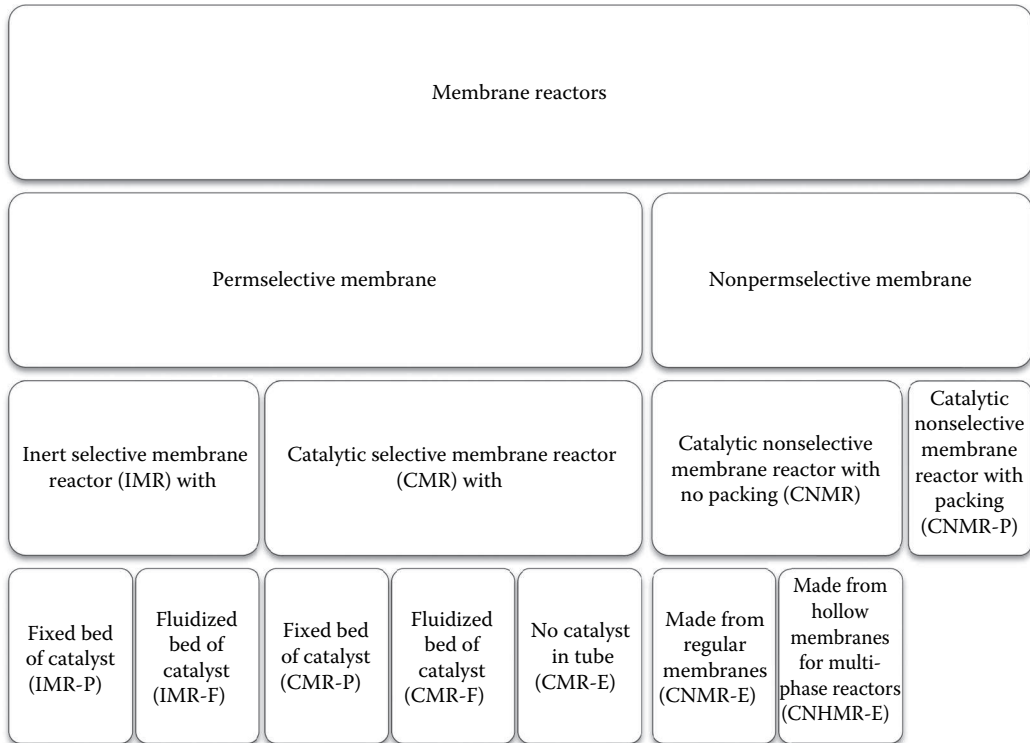 Membrane reactors
Permselective membrane
Nonpermselective membrane
Inert selective membrane
reactor (IMR) with
Catalytic selective membrane reactor
(CMR) with
Catalytic nonselective
membrane reactor with
no packing (CNMR)
Catalytic
nonselective
membrane
reactor with
packing
(CNMR-P)
Fixed bed
of catalyst
(IMR-P)
Fluidized
bed of
catalyst
(IMR-F)
Fixed bed
of catalyst
(CMR-P)
Fluidized
bed of
catalyst
(CMR-F)
No catalyst
in tube
(CMR-E)
Made from
regular
membranes
(CNMR-E)
Made from
hollow
membranes
for multi-
phase reactors
(CNHMR-E)